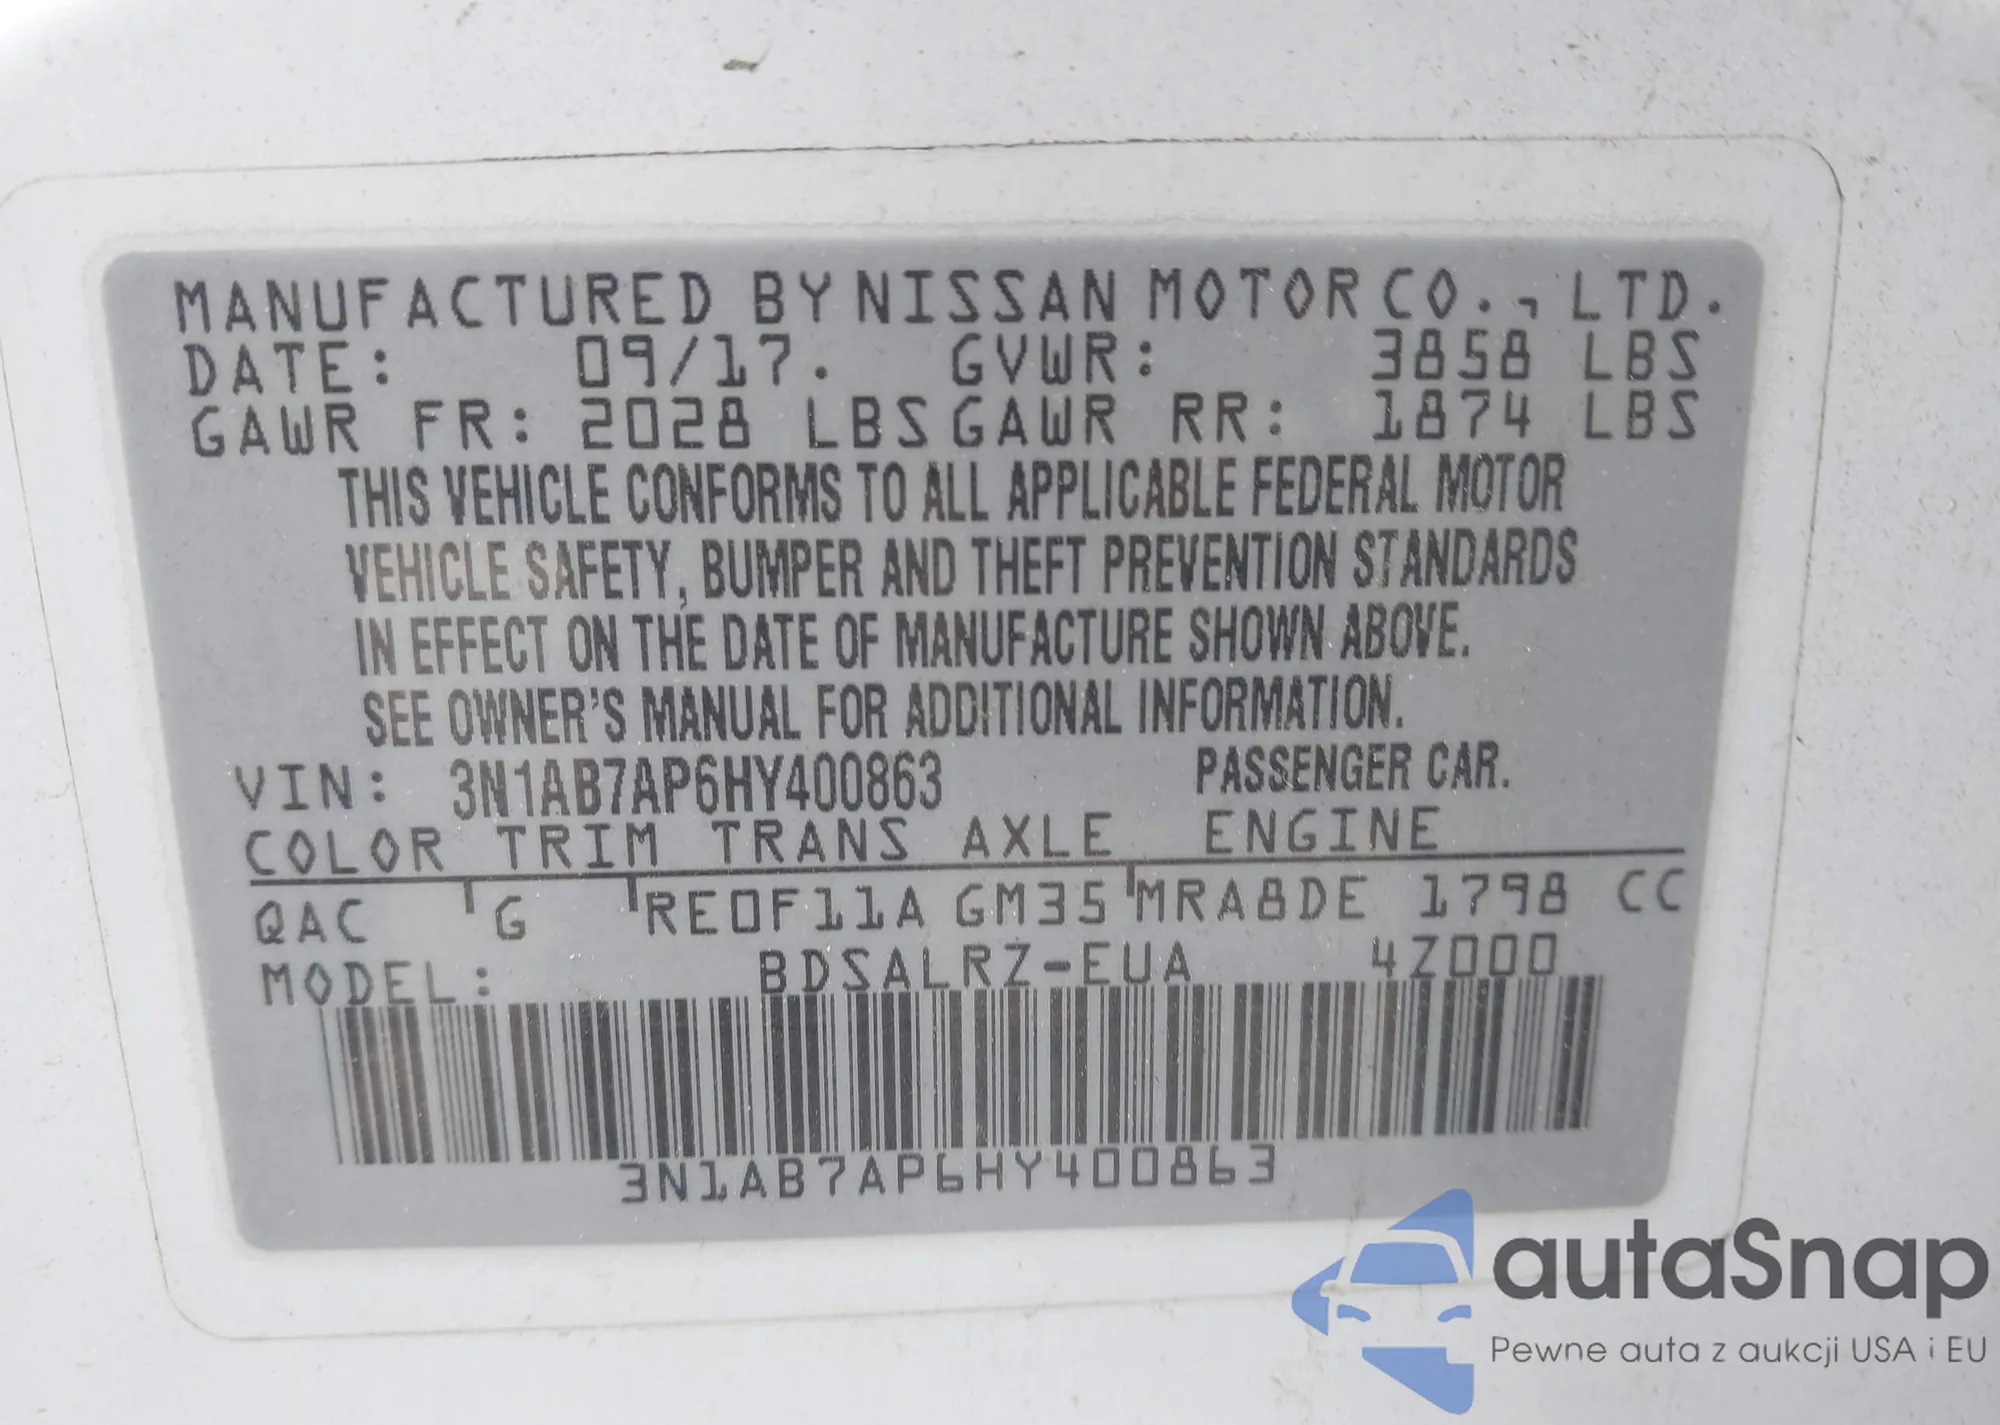 MANUFACTURED BY NISSAN MOTOR CO., LTD.
DATE: 09/17. GVWR: 3858 LBS
GAWR FR: 2028 LBS GAWR RR: 1874 LBS
THIS VEHICLE CONFORMS TO ALL APPLICABLE FEDERAL MOTOR
VEHICLE SAFETY, BUMPER AND THEFT PREVENTION STANDARDS
IN EFFECT ON THE DATE OF MANUFACTURE SHOWN ABOVE.
SEE OWNER'S MANUAL FOR ADDITIONAL INFORMATION.
VIN: 3N1AB7AP6HY400863 PASSENGER CAR.
COLOR TRIM TRANS AXLE ENGINE
QAC G RE0F11A GM35 MRA8DE 1798 CC
MODEL: BDSALRZ-EUA 4Z000
3N1AB7AP6HY400863
autaSnap
Pewne auta z aukcji USA i EU